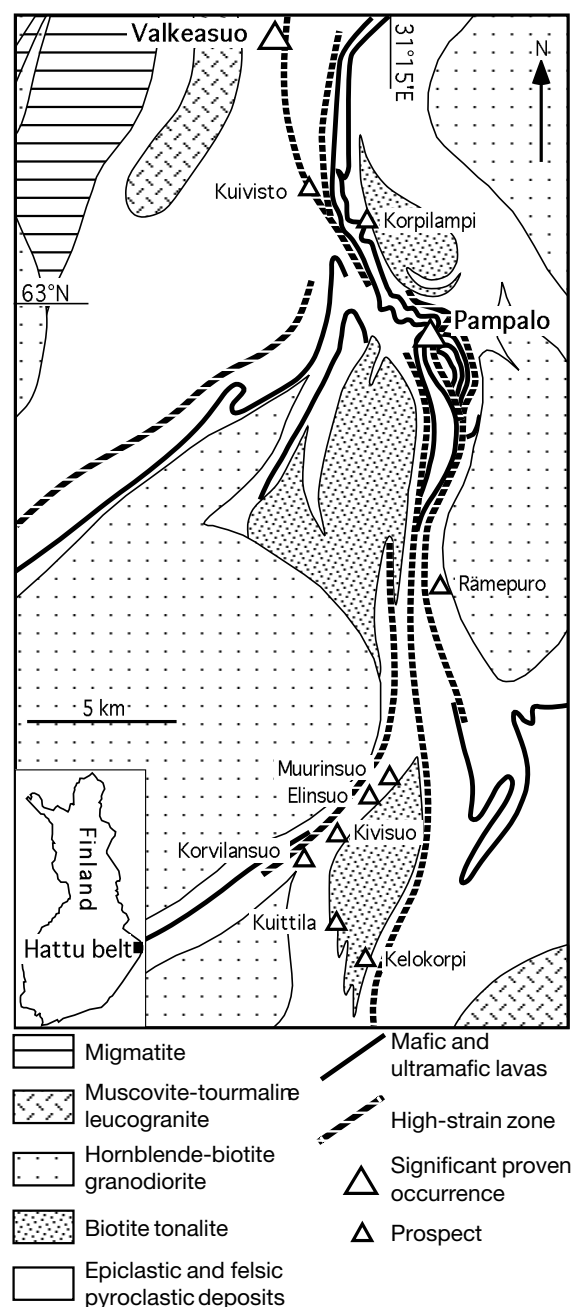 Valkeasuo
31°15'E
N
Kuivisto
Korpilampi
63°N
Pampalo
Rämepuro
5 km
Muurinsuo
Elinsuo
Kivisuo
Korvilansuo
Finland
Kuittila
Hattu belt
Kelokorpi
Migmatite
Muscovite-tourmaline
leucogranite
Hornblende-biotite
granodiorite
Biotite tonalite
Epiclastic and felsic
pyroclastic deposits
Mafic and
ultramafic lavas
High-strain zone
Significant proven
occurrence
Prospect